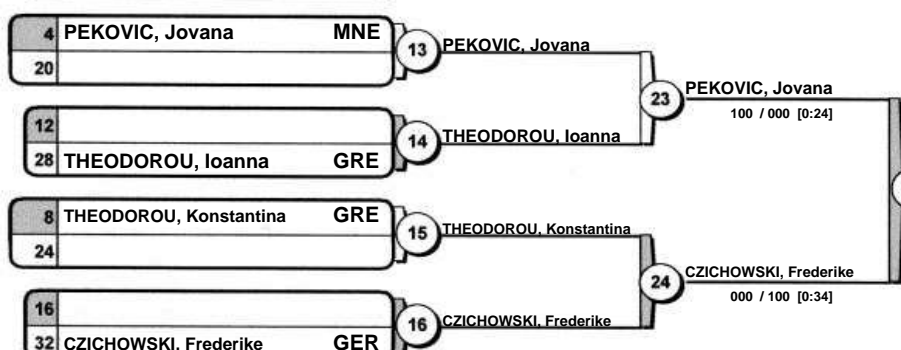 4 PEKOVIC, Jovana MNE
20
13 PEKOVIC, Jovana
12
28 THEODOROU, Ioanna GRE
14 THEODOROU, Ioanna
23 PEKOVIC, Jovana
100 / 000 [0:24]
8 THEODOROU, Konstantina GRE
24
15 THEODOROU, Konstantina
16
32 CZICHOWSKI, Frederike GER
16 CZICHOWSKI, Frederike
24 CZICHOWSKI, Frederike
000 / 100 [0:34]